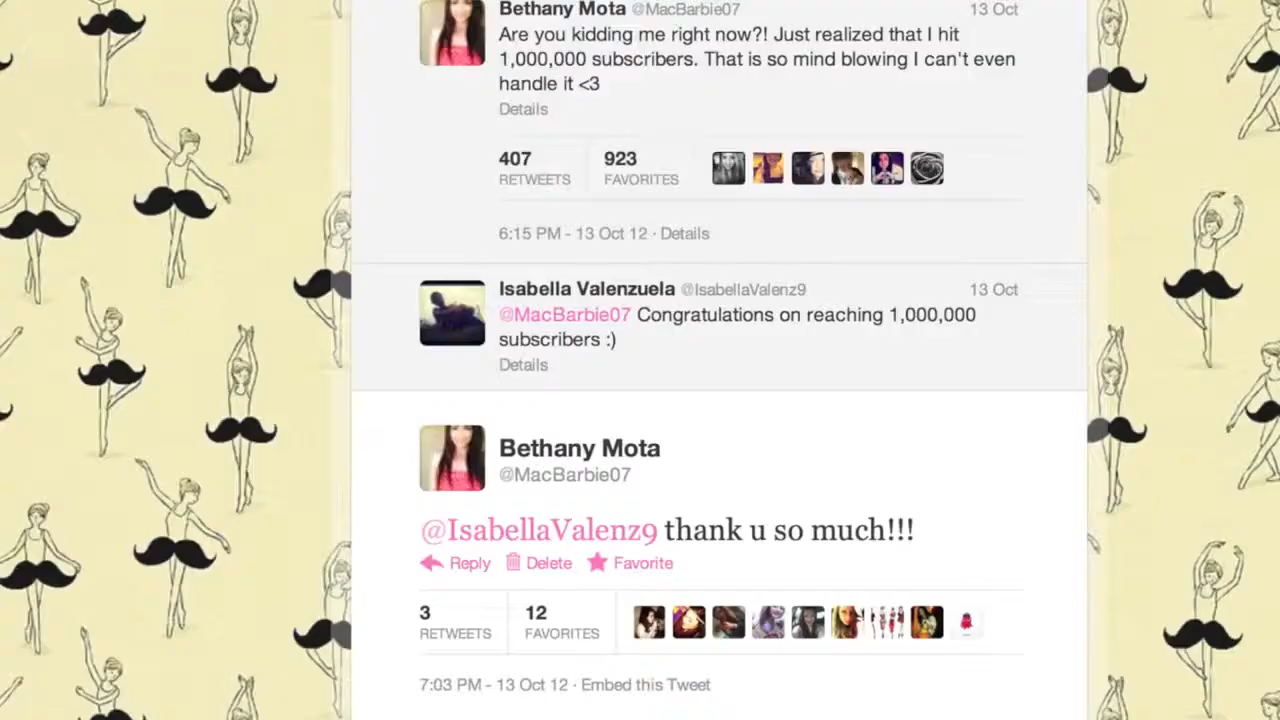 Bethany Mota @MacBarbie07 13 Oct
Are you kidding me right now?! Just realized that I hit
1,000,000 subscribers. That is so mind blowing I can't even
handle it <3
Details
407 923
RETWEETS FAVORITES
6:15 PM - 13 Oct 12 · Details
Isabella Valenzuela @IsabellaValenz9 13 Oct
@MacBarbie07 Congratulations on reaching 1,000,000
subscribers :)
Details
Bethany Mota
@MacBarbie07
@IsabellaValenz9 thank u so much!!!
Reply Delete Favorite
3 12
RETWEETS FAVORITES
7:03 PM - 13 Oct 12 · Embed this Tweet